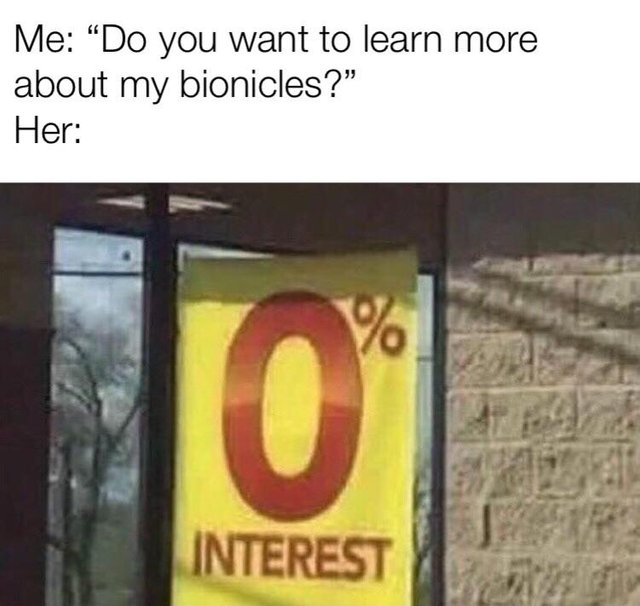 Me: “Do you want to learn more
about my bionicles?”
Her:
0%
INTEREST